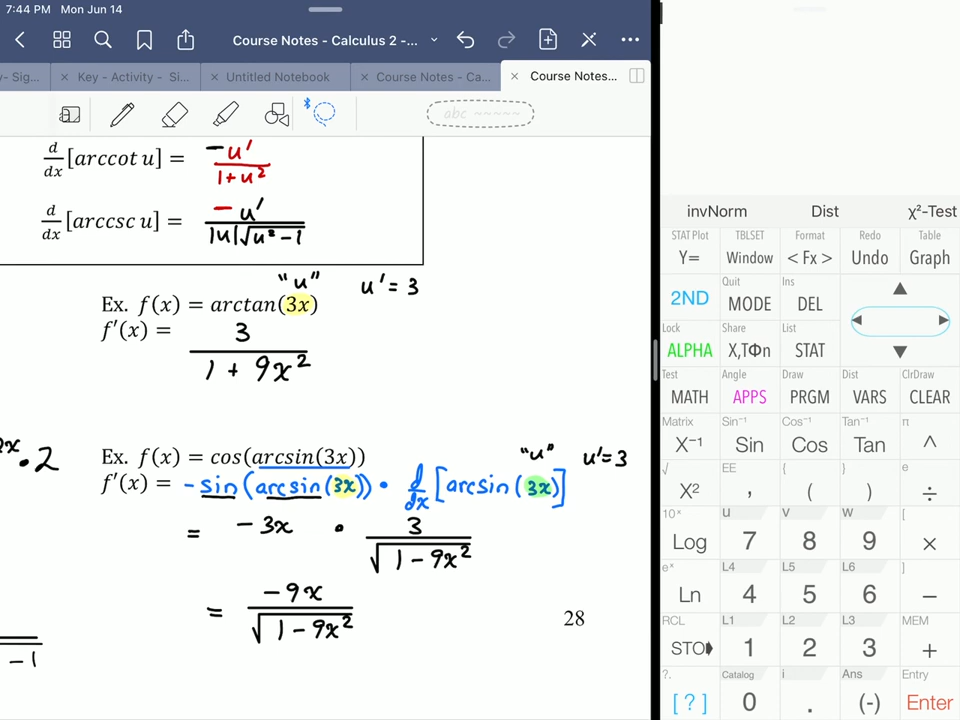 7:44 PM Mon Jun 14
Course Notes - Calculus 2 -...
y- Sig... × Key - Activity - Si... × Untitled Notebook × Course Notes - Ca... × Course Notes...
abc ~~~~~
d/dx [arccot u] = -u'/(1+u²)
d/dx [arccsc u] = -u'/(|u|√(u²-1))
"u" u' = 3
Ex. f(x) = arctan(3x)
f'(x) = 3/(1 + 9x²)
• 2
Ex. f(x) = cos(arcsin(3x)) "u" u' = 3
f'(x) = -sin(arcsin(3x)) • d/dx [arcsin(3x)]
= -3x • 3/√(1 - 9x²)
= -9x/√(1 - 9x²)
28
-1
invNorm Dist χ²-Test
STAT Plot TBLSET Format Redo Table
Y= Window < Fx > Undo Graph
Quit Ins
2ND MODE DEL
Lock Share List
ALPHA X,TΦn STAT
Test Angle Draw Dist ClrDraw
MATH APPS PRGM VARS CLEAR
Matrix Sin⁻¹ Cos⁻¹ Tan⁻¹ π
X⁻¹ Sin Cos Tan ^
√ EE { } e
X² , ( ) ÷
10ˣ u v w [
Log 7 8 9 ×
eˣ L4 L5 L6 ]
Ln 4 5 6 −
RCL L1 L2 L3 MEM
STO 1 2 3 +
?. Catalog i Ans Entry
[ ? ] 0 . (-) Enter